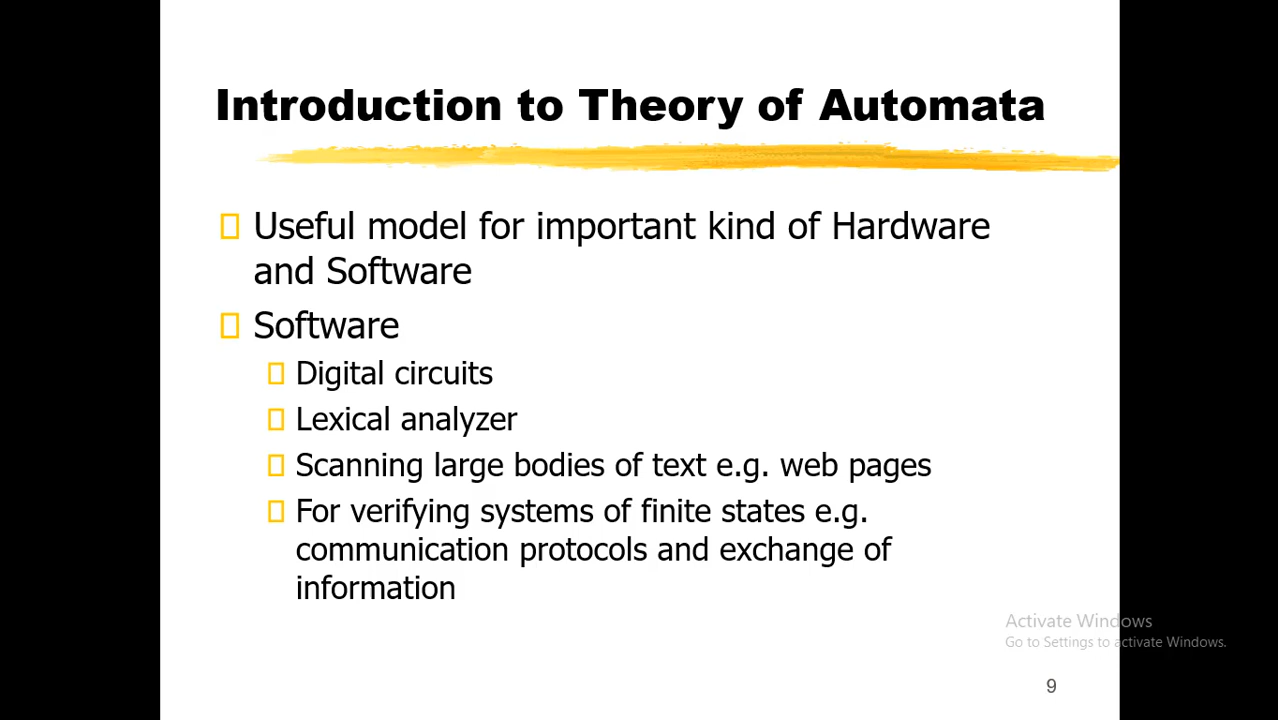 Introduction to Theory of Automata
Useful model for important kind of Hardware
and Software
Software
Digital circuits
Lexical analyzer
Scanning large bodies of text e.g. web pages
For verifying systems of finite states e.g.
communication protocols and exchange of
information
Activate Windows
Go to Settings to activate Windows.
9